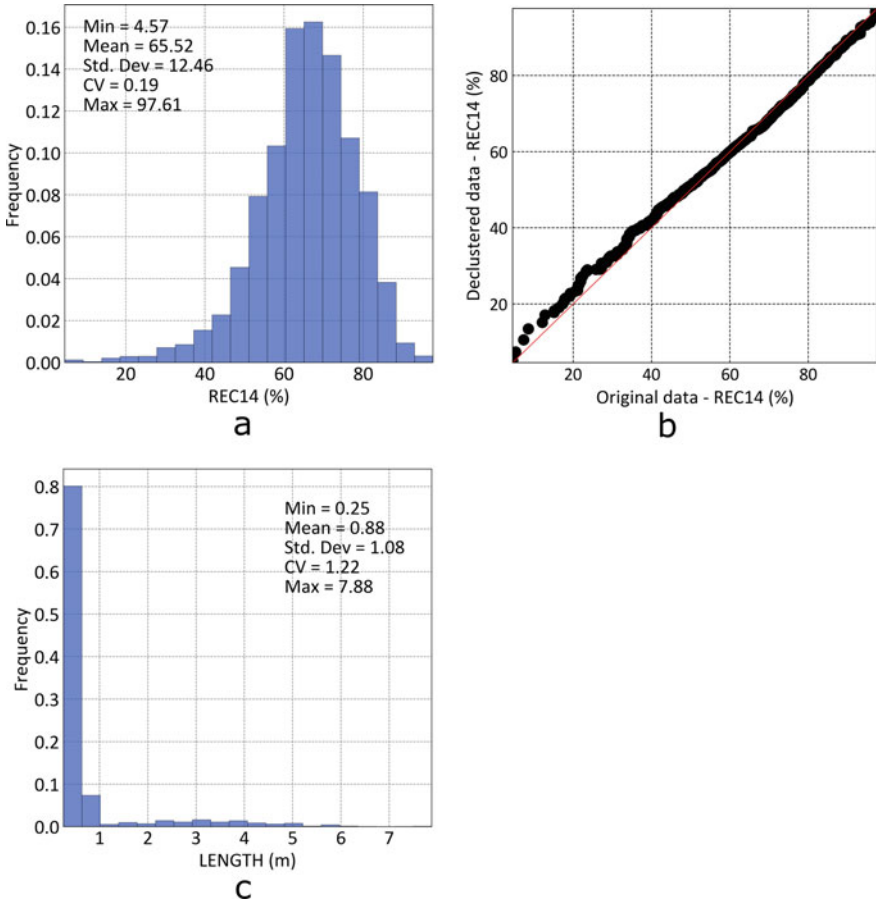 Min = 4.57
Mean = 65.52
Std. Dev = 12.46
CV = 0.19
Max = 97.61
0.16
0.14
0.12
0.10
0.08
0.06
0.04
0.02
0.00
Frequency
20 40 60 80
REC14 (%)
a
80
60
40
20
Declustered data - REC14 (%)
20 40 60 80
Original data - REC14 (%)
b
Min = 0.25
Mean = 0.88
Std. Dev = 1.08
CV = 1.22
Max = 7.88
0.8
0.7
0.6
0.5
0.4
0.3
0.2
0.1
0.0
Frequency
1 2 3 4 5 6 7
LENGTH (m)
c